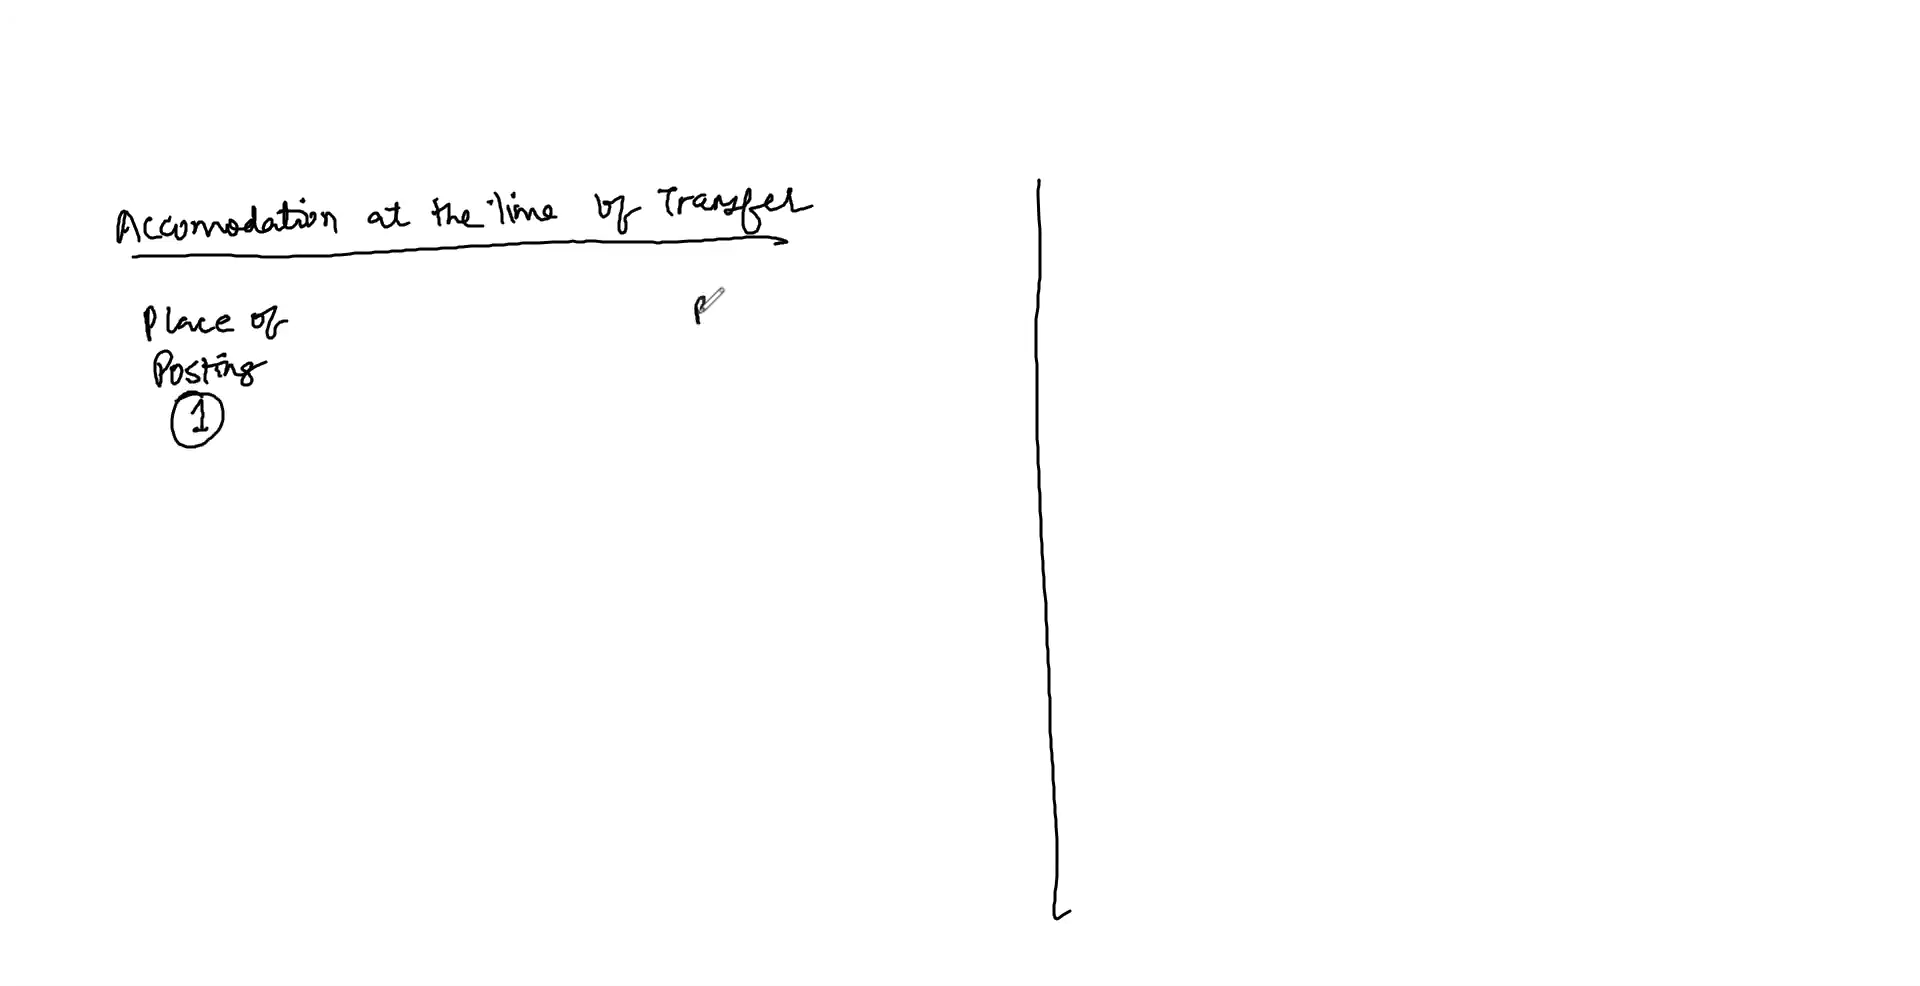 Accomodation at the time of Transfer
Place of P
Posting
1